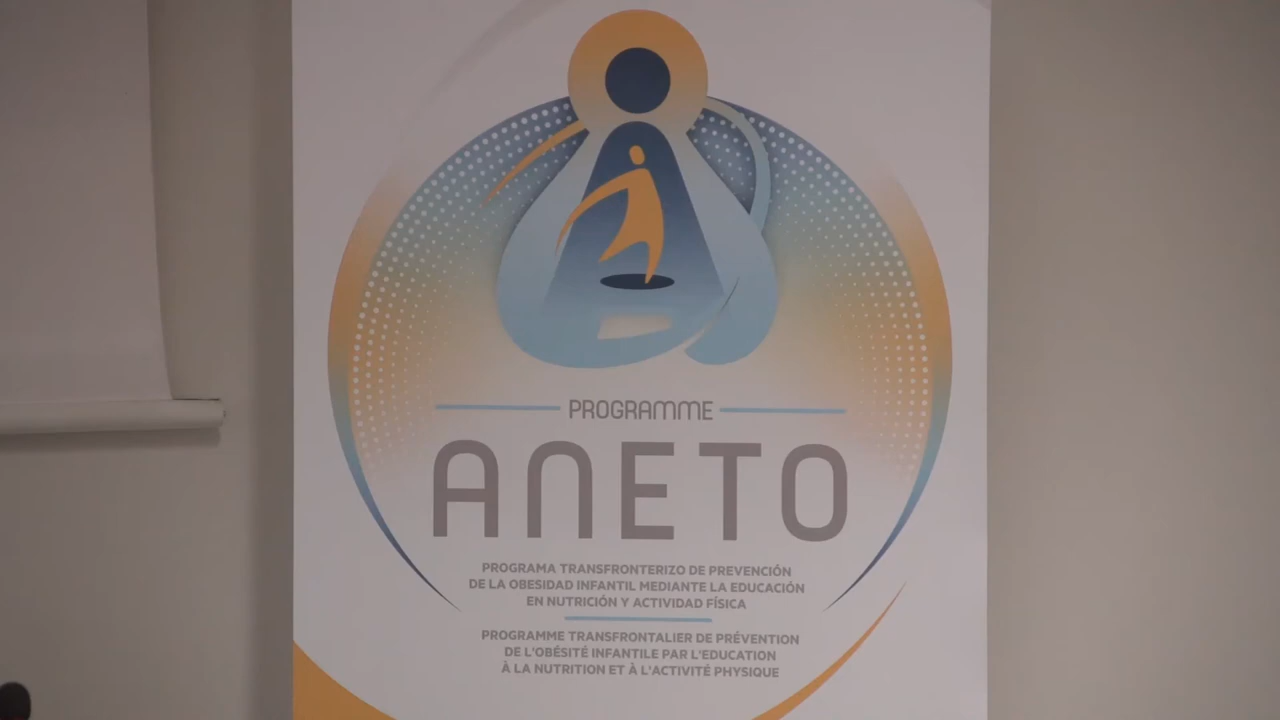 PROGRAMME
ANETO
PROGRAMA TRANSFRONTERIZO DE PREVENCIÓN
DE LA OBESIDAD INFANTIL MEDIANTE LA EDUCACIÓN
EN NUTRICIÓN Y ACTIVIDAD FÍSICA
PROGRAMME TRANSFRONTALIER DE PRÉVENTION
DE L'OBÉSITÉ INFANTILE PAR L'EDUCATION
À LA NUTRITION ET À L'ACTIVITÉ PHYSIQUE